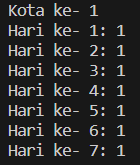 Kota ke- 1
Hari ke- 1: 1
Hari ke- 2: 1
Hari ke- 3: 1
Hari ke- 4: 1
Hari ke- 5: 1
Hari ke- 6: 1
Hari ke- 7: 1